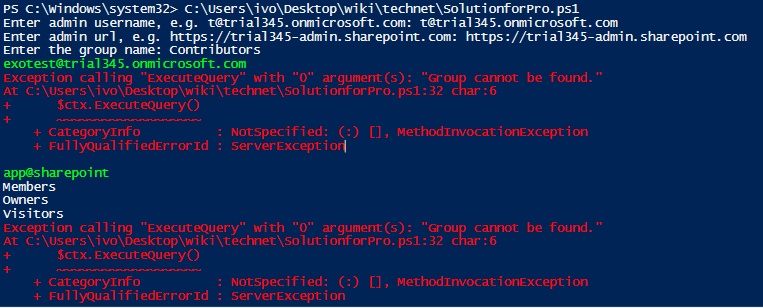 PS C:\Windows\system32> C:\Users\ivo\Desktop\wiki\technet\SolutionforPro.ps1
Enter admin username, e.g. t@trial345.onmicrosoft.com: t@trial345.onmicrosoft.com
Enter admin url, e.g. https://trial345-admin.sharepoint.com: https://trial345-admin.sharepoint.com
Enter the group name: Contributors
exotest@trial345.onmicrosoft.com
Exception calling "ExecuteQuery" with "0" argument(s): "Group cannot be found."
At C:\Users\ivo\Desktop\wiki\technet\SolutionforPro.ps1:32 char:6
+      $ctx.ExecuteQuery()
+      ~~~~~~~~~~~~~~~~~~~
    + CategoryInfo          : NotSpecified: (:) [], MethodInvocationException
    + FullyQualifiedErrorId : ServerException
app@sharepoint
Members
Owners
Visitors
Exception calling "ExecuteQuery" with "0" argument(s): "Group cannot be found."
At C:\Users\ivo\Desktop\wiki\technet\SolutionforPro.ps1:32 char:6
+      $ctx.ExecuteQuery()
+      ~~~~~~~~~~~~~~~~~~~
    + CategoryInfo          : NotSpecified: (:) [], MethodInvocationException
    + FullyQualifiedErrorId : ServerException